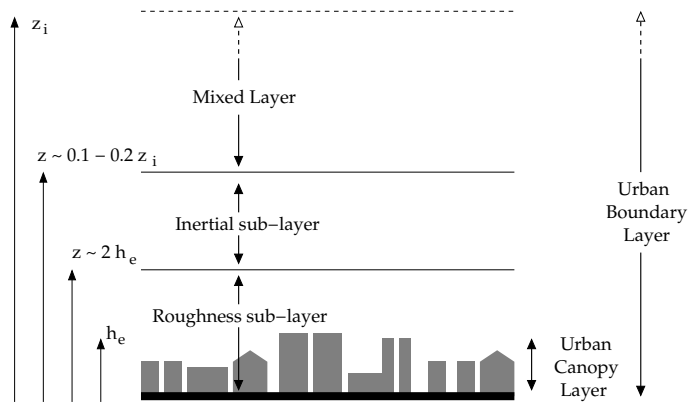 z i
Mixed Layer
z ~ 0.1 − 0.2 z i
Urban
Boundary
Layer
Inertial sub−layer
z ~ 2 h e
Roughness sub−layer
h e
Urban
Canopy
Layer